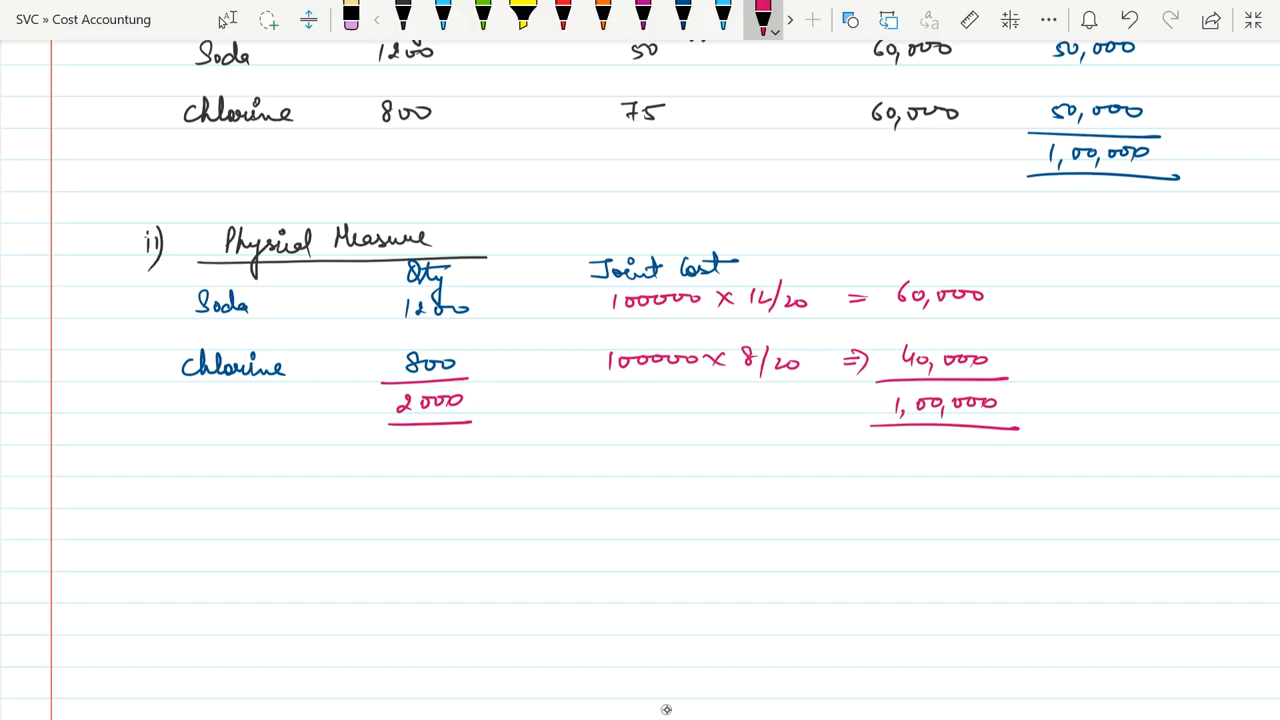 SVC » Cost Accountung
Soda 1200 50 60,000 50,000
Chlorine 800 75 60,000 50,000
1,00,000
ii) Physical Measure
Qty Joint Cost
Soda 1200 100000 × 12/20 = 60,000
Chlorine 800 100000 × 8/20 ⇒ 40,000
2000 1,00,000